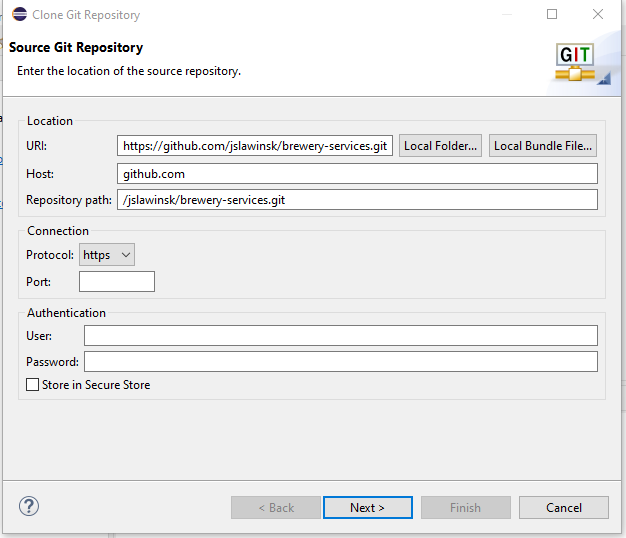 Clone Git Repository
Source Git Repository
Enter the location of the source repository.
GIT
Location
URI: https://github.com/jslawinsk/brewery-services.git Local Folder... Local Bundle File...
Host: github.com
Repository path: /jslawinsk/brewery-services.git
Connection
Protocol: https
Port:
Authentication
User:
Password:
Store in Secure Store
? < Back Next > Finish Cancel